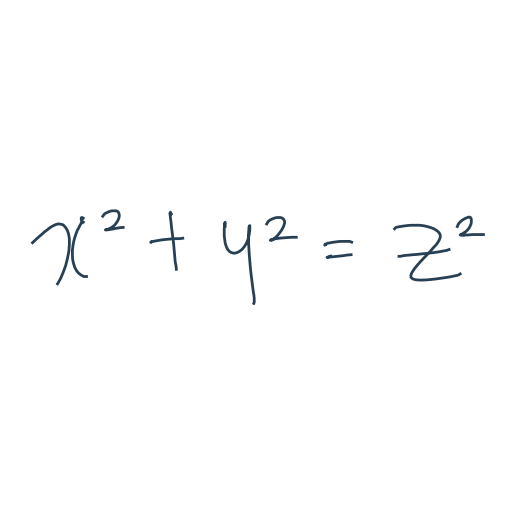 x² + y² = z²